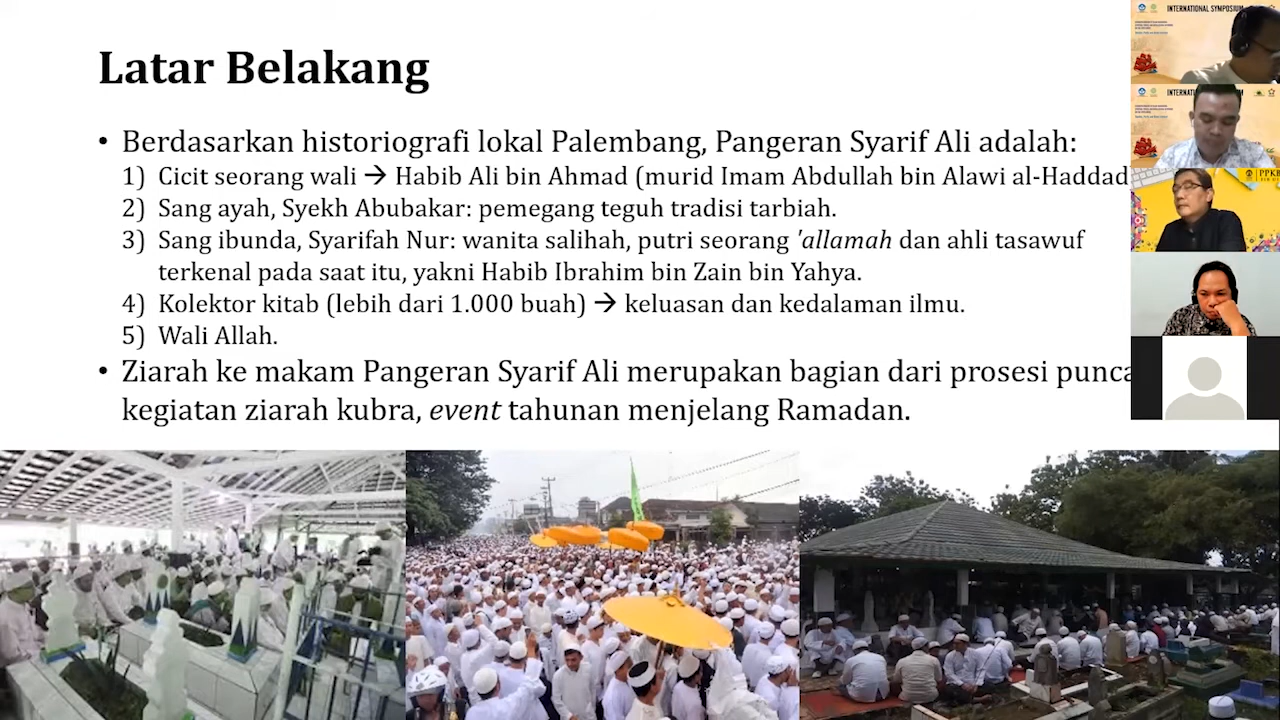 Latar Belakang
• Berdasarkan historiografi lokal Palembang, Pangeran Syarif Ali adalah:
1) Cicit seorang wali → Habib Ali bin Ahmad (murid Imam Abdullah bin Alawi al-Haddad
2) Sang ayah, Syekh Abubakar: pemegang teguh tradisi tarbiah.
3) Sang ibunda, Syarifah Nur: wanita salihah, putri seorang 'allamah dan ahli tasawuf
terkenal pada saat itu, yakni Habib Ibrahim bin Zain bin Yahya.
4) Kolektor kitab (lebih dari 1.000 buah) → keluasan dan kedalaman ilmu.
5) Wali Allah.
• Ziarah ke makam Pangeran Syarif Ali merupakan bagian dari prosesi punca
kegiatan ziarah kubra, event tahunan menjelang Ramadan.
INTERNATIONAL SYMPOSIUM
PPKB